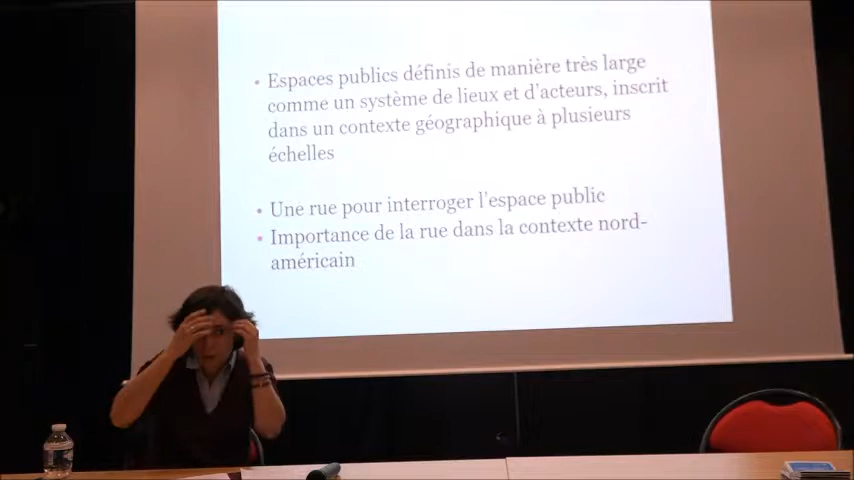 • Espaces publics définis de manière très large
comme un système de lieux et d'acteurs, inscrit
dans un contexte géographique à plusieurs
échelles
• Une rue pour interroger l'espace public
• Importance de la rue dans la contexte nord-
américain